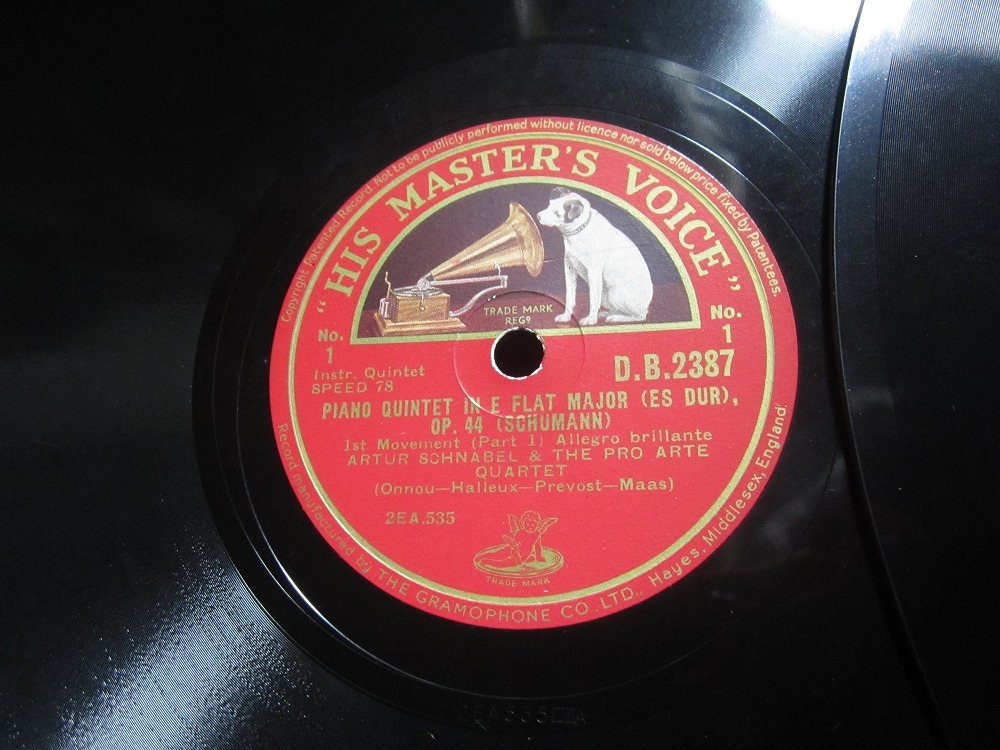 Copyright Patented Record. Not to be publicly performed without licence nor sold below price fixed by Patentees.
"HIS MASTER'S VOICE"
TRADE MARK
REGD
No.
1
No.
1
Instr. Quintet
SPEED 78
D.B.2387
PIANO QUINTET IN E FLAT MAJOR (ES DUR),
OP. 44 (SCHUMANN)
1st Movement (Part 1) Allegro brillante
ARTUR SCHNABEL & THE PRO ARTE
QUARTET
(Onnou—Halleux—Prevost—Maas)
2EA.535
TRADE MARK
Record manufactured by THE GRAMOPHONE CO., LTD., Hayes, Middlesex, England.